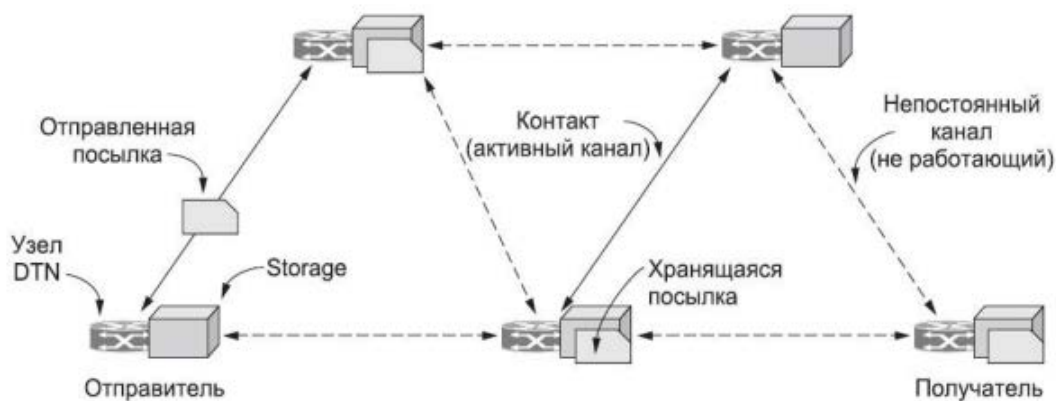 Отправленная
посылка
Контакт
(активный канал)
Непостоянный
канал
(не работающий)
Узел
DTN
Storage
Хранящаяся
посылка
Отправитель
Получатель